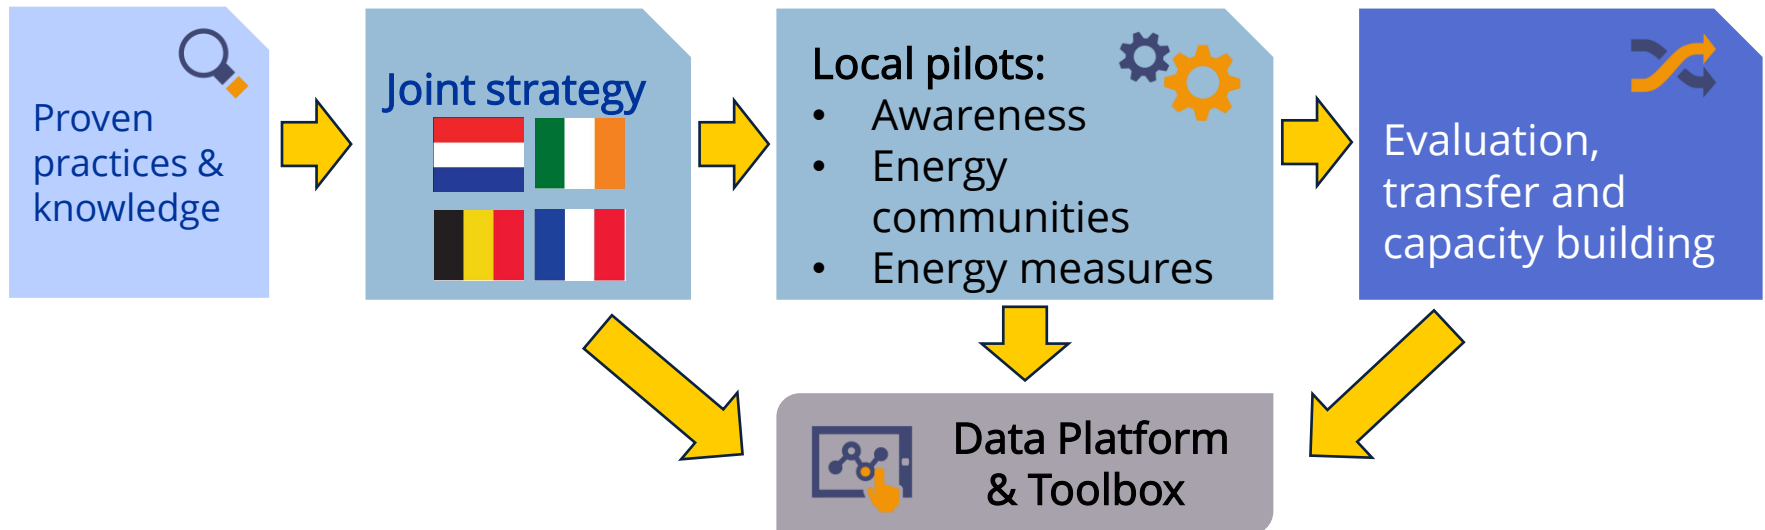 Proven
practices &
knowledge
Joint strategy
Local pilots:
• Awareness
• Energy
communities
• Energy measures
Evaluation,
transfer and
capacity building
Data Platform
& Toolbox